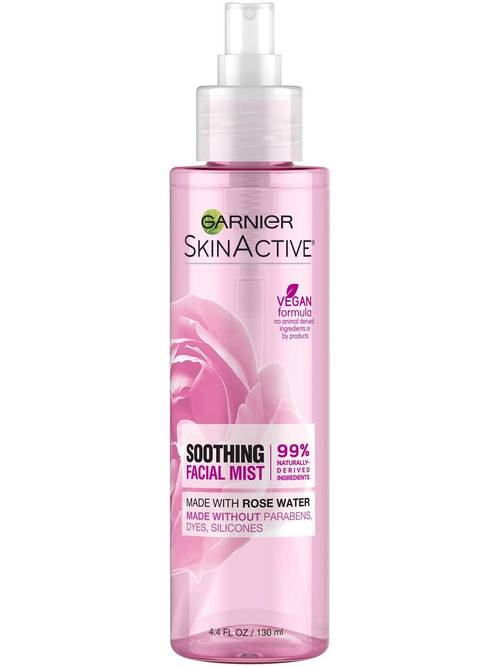 GARNIER
SKINACTIVE®
VEGAN
formula
no animal derived
ingredients or
by products
SOOTHING
FACIAL MIST
99%
NATURALLY-
DERIVED
INGREDIENTS
MADE WITH ROSE WATER
MADE WITHOUT PARABENS,
DYES, SILICONES
4.4 FL OZ / 130 ml